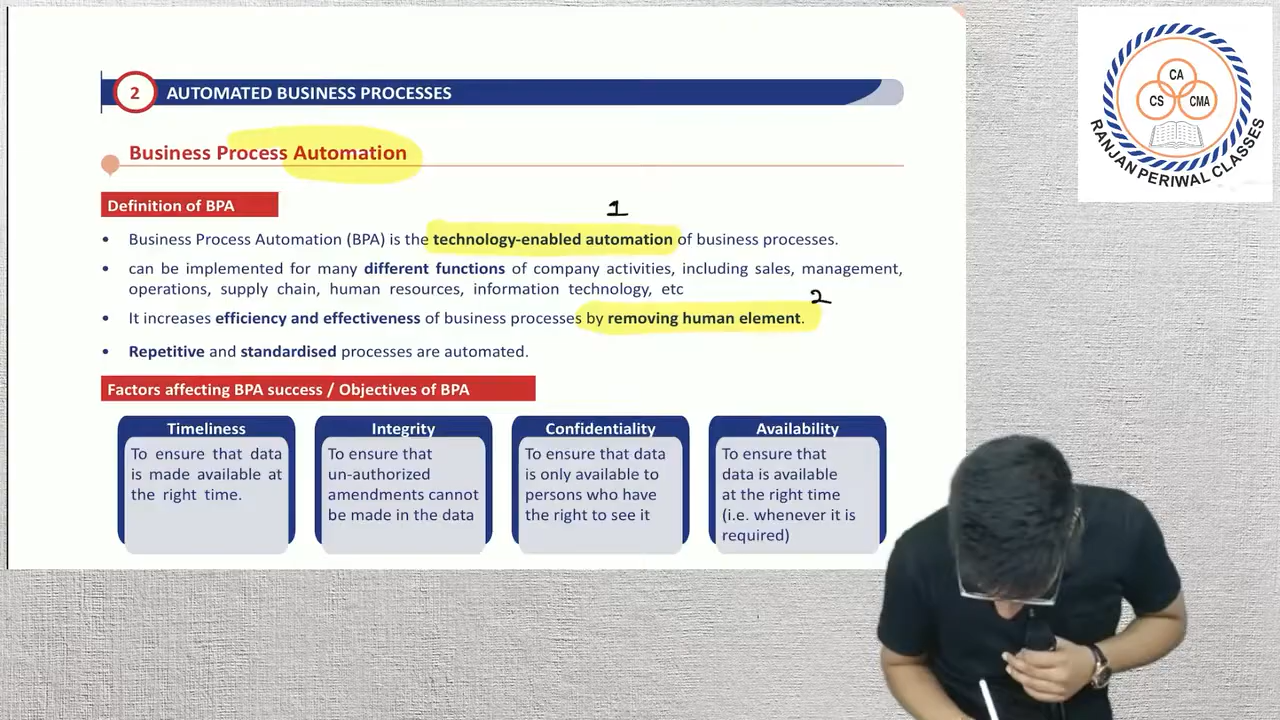 2 AUTOMATED BUSINESS PROCESSES
Business Process Automation
Definition of BPA
1
• Business Process Automation (BPA) is the technology-enabled automation of business processes.
• can be implemented for many different functions of company activities, including sales, management,
operations, supply chain, human resources, information technology, etc
2
• It increases efficiency and effectiveness of business processes by removing human element.
• Repetitive and standardised processes are automated.
Factors affecting BPA success / Objectives of BPA
Timeliness
To ensure that data
is made available at
the right time.
Integrity
To ensure that
un-authorized
amendments cannot
be made in the data
Confidentiality
To ensure that data
is only available to
persons who have
the right to see it
Availability
To ensure that
data is available
at the right time
(i.e. whenever it is
required)
CA
CS CMA
RANJAN PERIWAL CLASSES